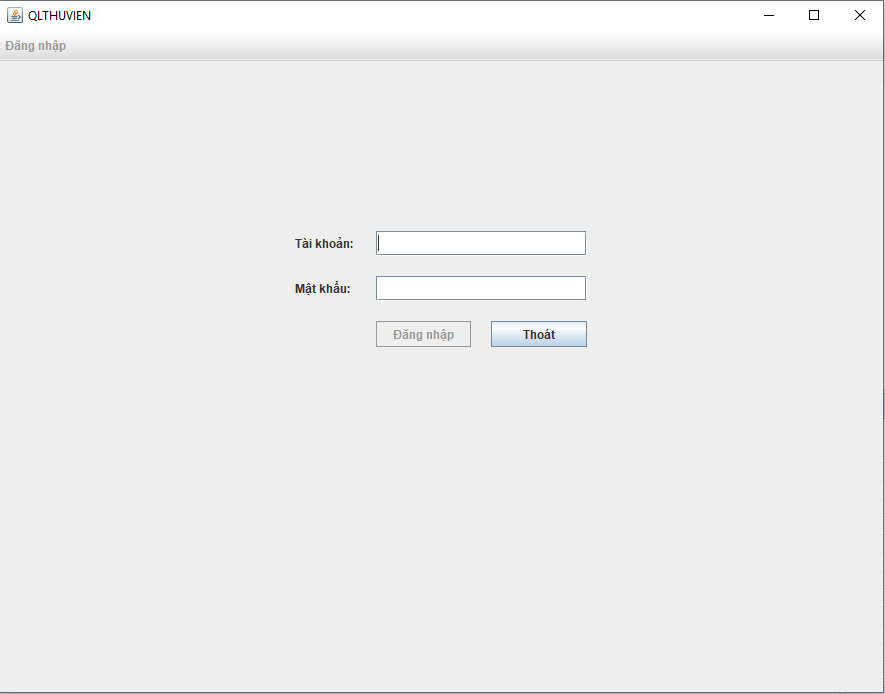 QLTHUVIEN
Đăng nhập
Tài khoản:
Mật khẩu:
Đăng nhập Thoát